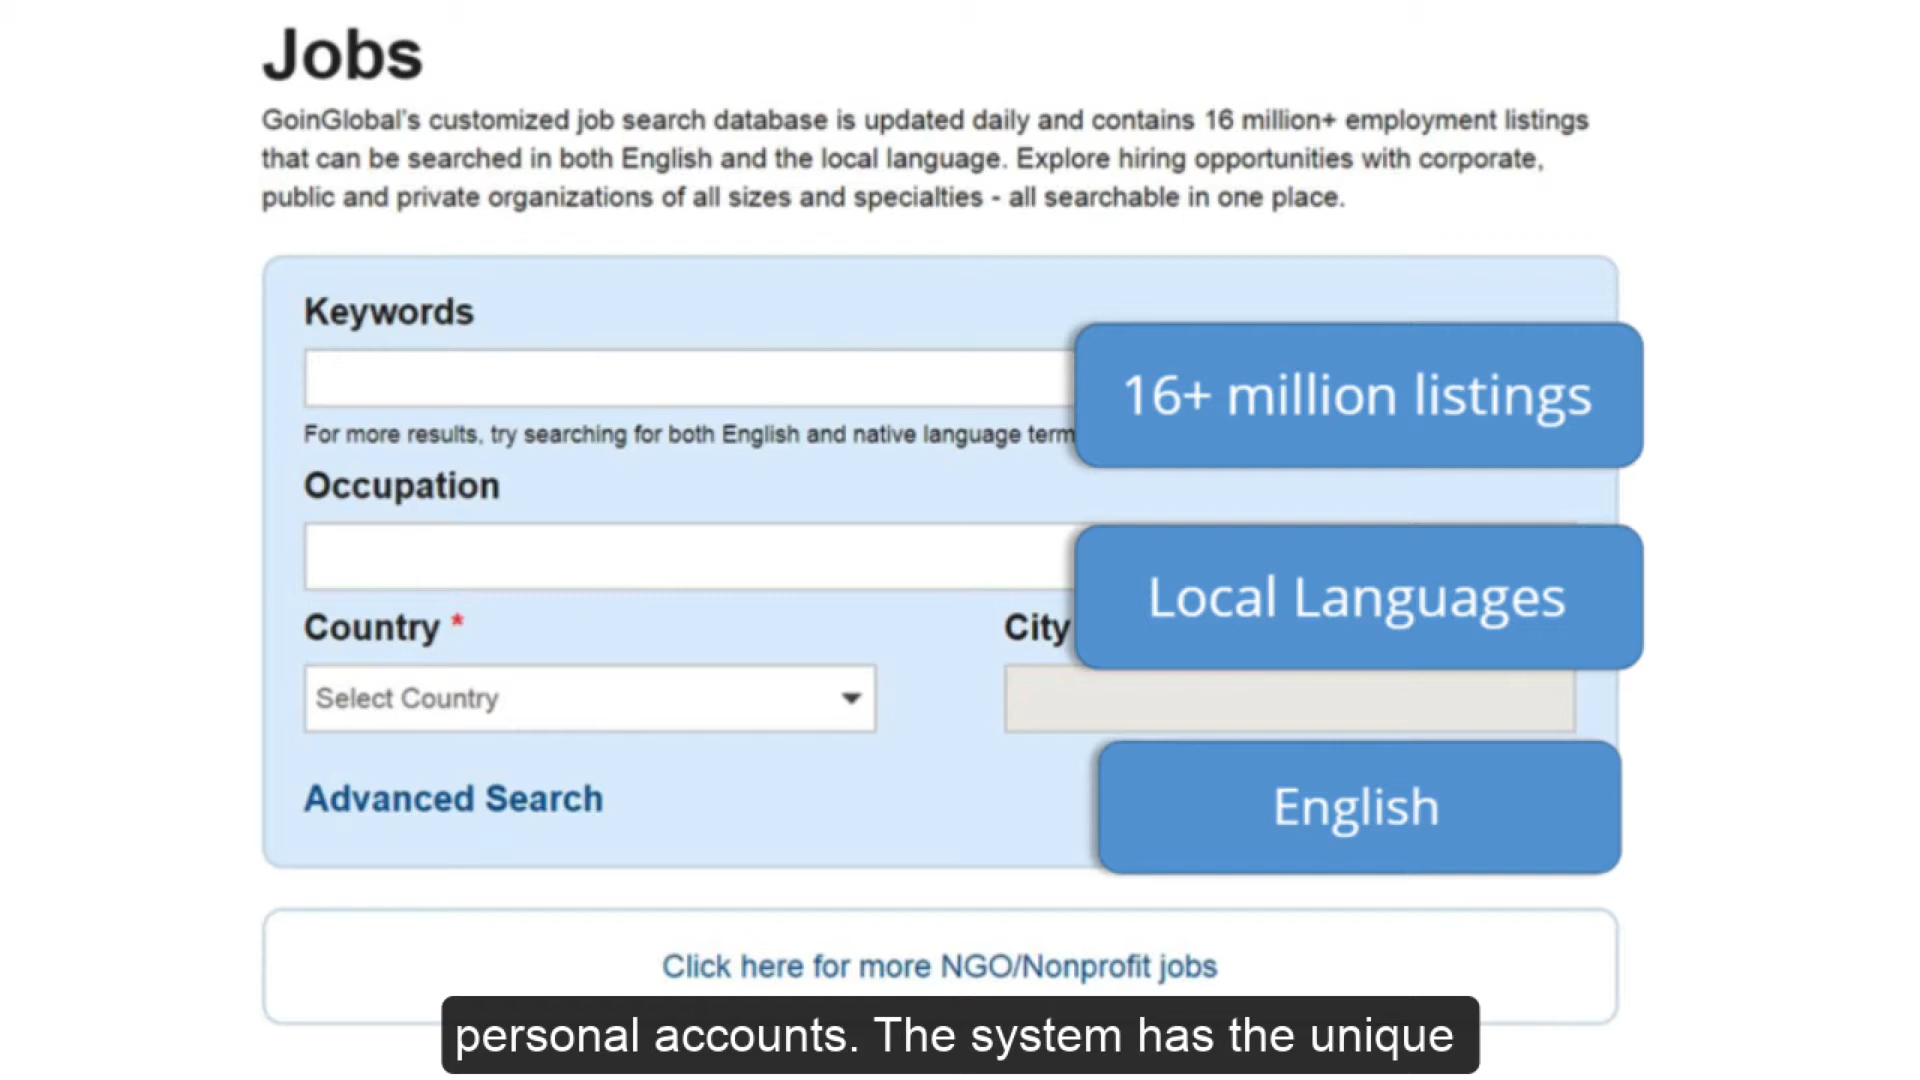 Jobs
GoinGlobal's customized job search database is updated daily and contains 16 million+ employment listings
that can be searched in both English and the local language. Explore hiring opportunities with corporate,
public and private organizations of all sizes and specialties - all searchable in one place.
Keywords
16+ million listings
For more results, try searching for both English and native language term
Occupation
Local Languages
Country *
City
Select Country
Advanced Search
English
Click here for more NGO/Nonprofit jobs
personal accounts. The system has the unique